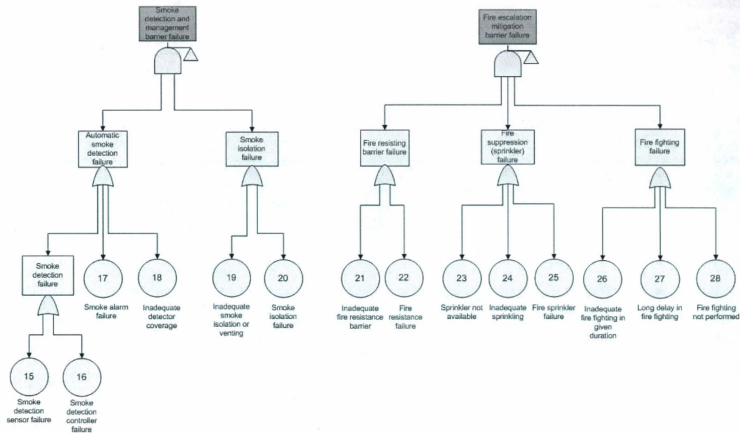 Smoke
detection and
management
barrier failure
Fire escalation
mitigation
barrier failure
Automatic
smoke
detection
failure
Smoke
isolation
failure
Fire resisting
barrier failure
Fire
suppression
(sprinkler)
failure
Fire fighting
failure
Smoke
detection
failure
17
Smoke alarm
failure
18
Inadequate
detector
coverage
19
Inadequate
smoke
isolation or
venting
20
Smoke
isolation
failure
21
Inadequate
fire resistance
barrier
22
Fire
resistance
failure
23
Sprinkler not
available
24
Inadequate
sprinkling
25
Fire sprinkler
failure
26
Inadequate
fire fighting in
given
duration
27
Long delay in
fire fighting
28
Fire fighting
not performed
15
Smoke
detection
sensor failure
16
Smoke
detection
controller
failure